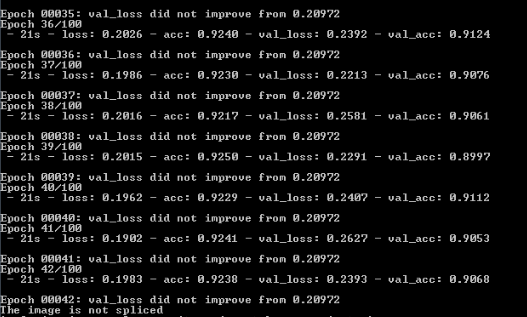 Epoch 00035: val_loss did not improve from 0.20972
Epoch 36/100
 - 21s - loss: 0.2026 - acc: 0.9240 - val_loss: 0.2392 - val_acc: 0.9124
Epoch 00036: val_loss did not improve from 0.20972
Epoch 37/100
 - 21s - loss: 0.1986 - acc: 0.9230 - val_loss: 0.2213 - val_acc: 0.9076
Epoch 00037: val_loss did not improve from 0.20972
Epoch 38/100
 - 21s - loss: 0.2016 - acc: 0.9217 - val_loss: 0.2581 - val_acc: 0.9061
Epoch 00038: val_loss did not improve from 0.20972
Epoch 39/100
 - 21s - loss: 0.2015 - acc: 0.9250 - val_loss: 0.2291 - val_acc: 0.8997
Epoch 00039: val_loss did not improve from 0.20972
Epoch 40/100
 - 21s - loss: 0.1962 - acc: 0.9229 - val_loss: 0.2407 - val_acc: 0.9112
Epoch 00040: val_loss did not improve from 0.20972
Epoch 41/100
 - 21s - loss: 0.1902 - acc: 0.9241 - val_loss: 0.2627 - val_acc: 0.9053
Epoch 00041: val_loss did not improve from 0.20972
Epoch 42/100
 - 21s - loss: 0.1983 - acc: 0.9238 - val_loss: 0.2393 - val_acc: 0.9068
Epoch 00042: val_loss did not improve from 0.20972
The image is not spliced